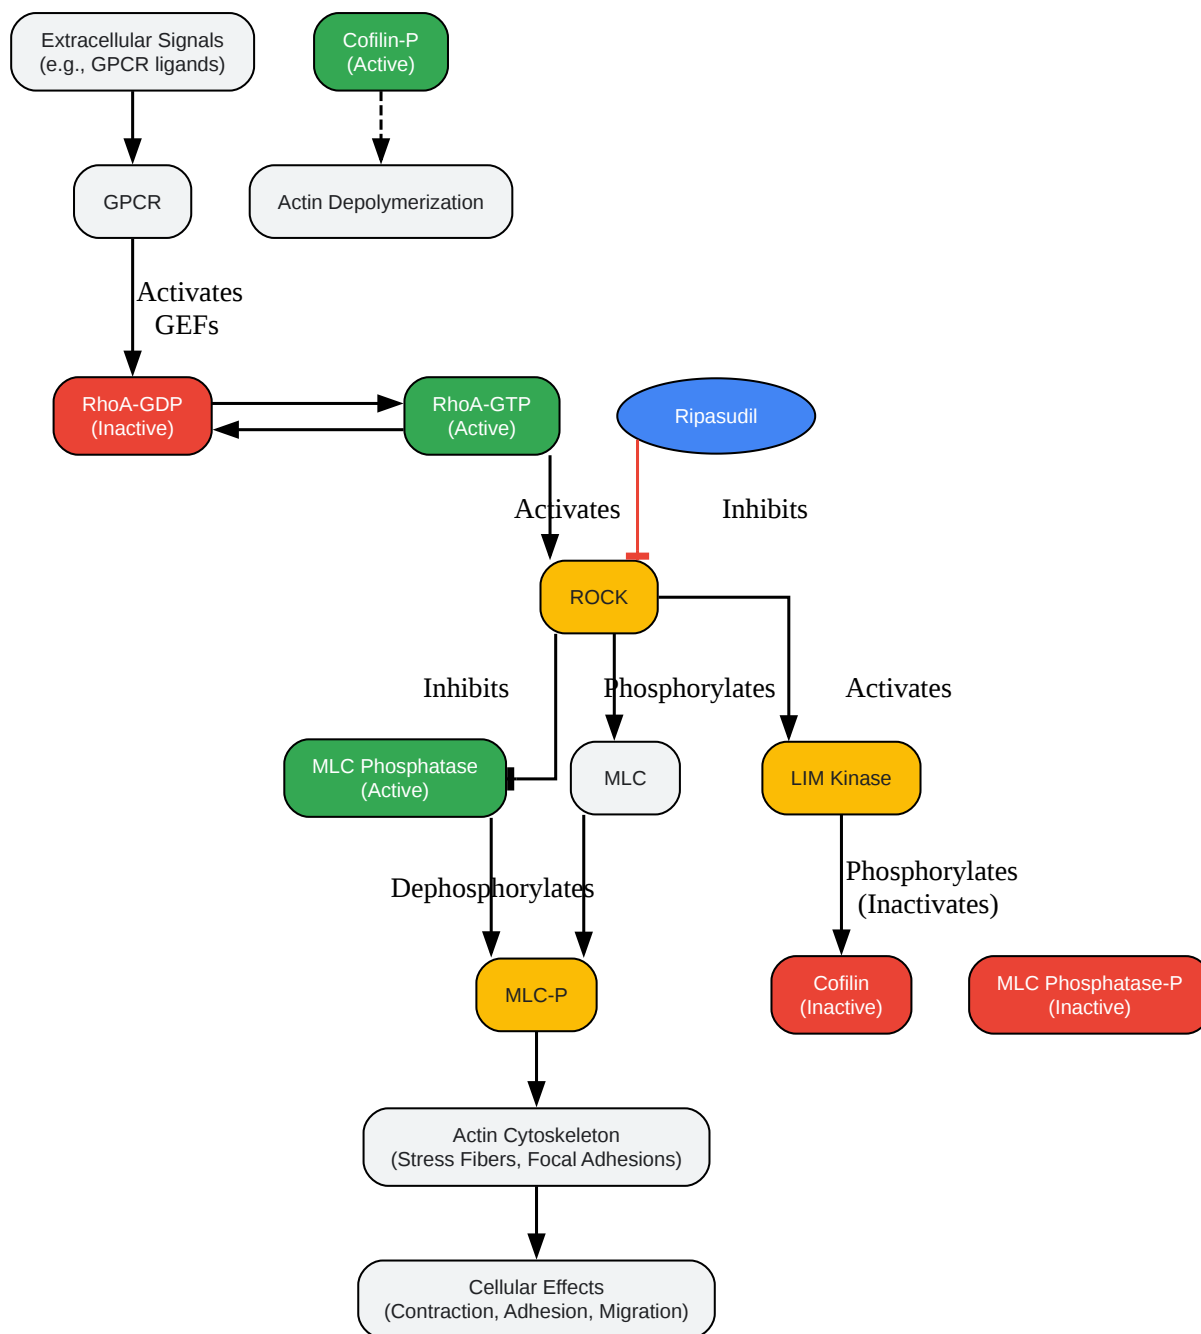 Extracellular Signals
(e.g., GPCR ligands)
Cofilin-P
(Active)
GPCR
Actin Depolymerization
Activates
GEFs
RhoA-GDP
(Inactive)
RhoA-GTP
(Active)
Ripasudil
Activates
Inhibits
ROCK
Inhibits
Phosphorylates
Activates
MLC Phosphatase
(Active)
MLC
LIM Kinase
Dephosphorylates
Phosphorylates
(Inactivates)
MLC-P
Cofilin
(Inactive)
MLC Phosphatase-P
(Inactive)
Actin Cytoskeleton
(Stress Fibers, Focal Adhesions)
Cellular Effects
(Contraction, Adhesion, Migration)